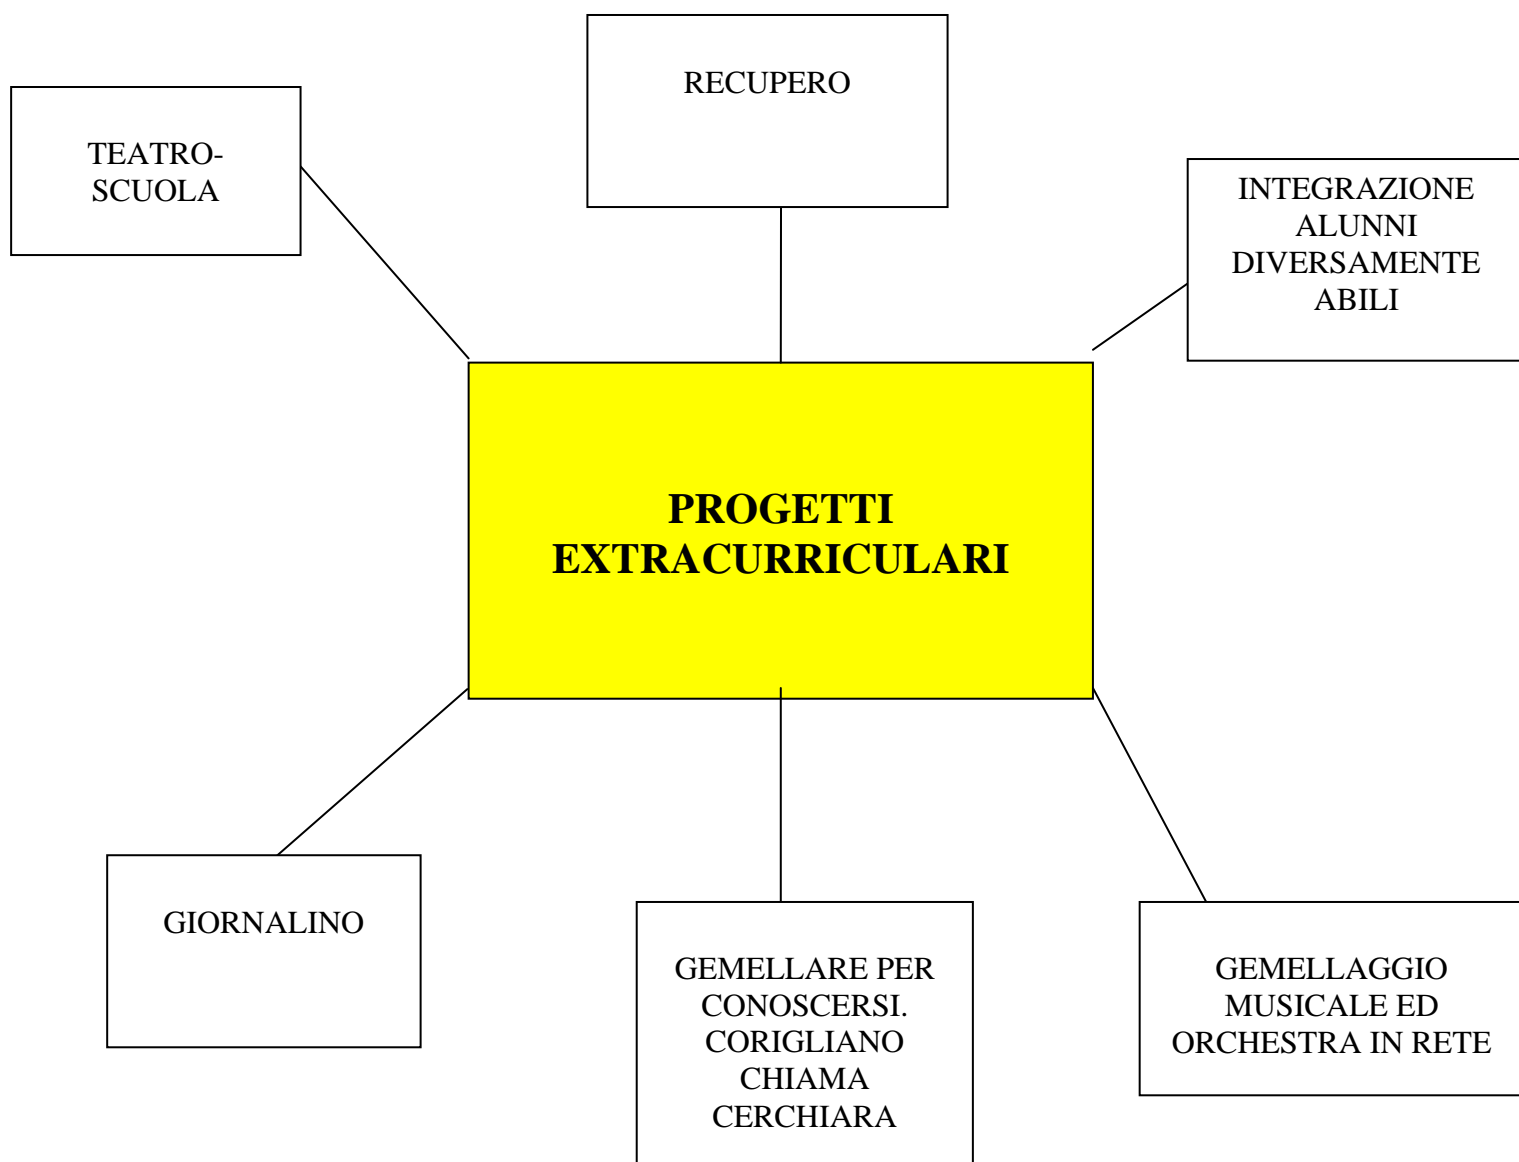 RECUPERO
TEATRO-
SCUOLA
INTEGRAZIONE
ALUNNI
DIVERSAMENTE
ABILI
PROGETTI
EXTRACURRICULARI
GIORNALINO
GEMELLARE PER
CONOSCERSI.
CORIGLIANO
CHIAMA
CERCHIARA
GEMELLAGGIO
MUSICALE ED
ORCHESTRA IN RETE